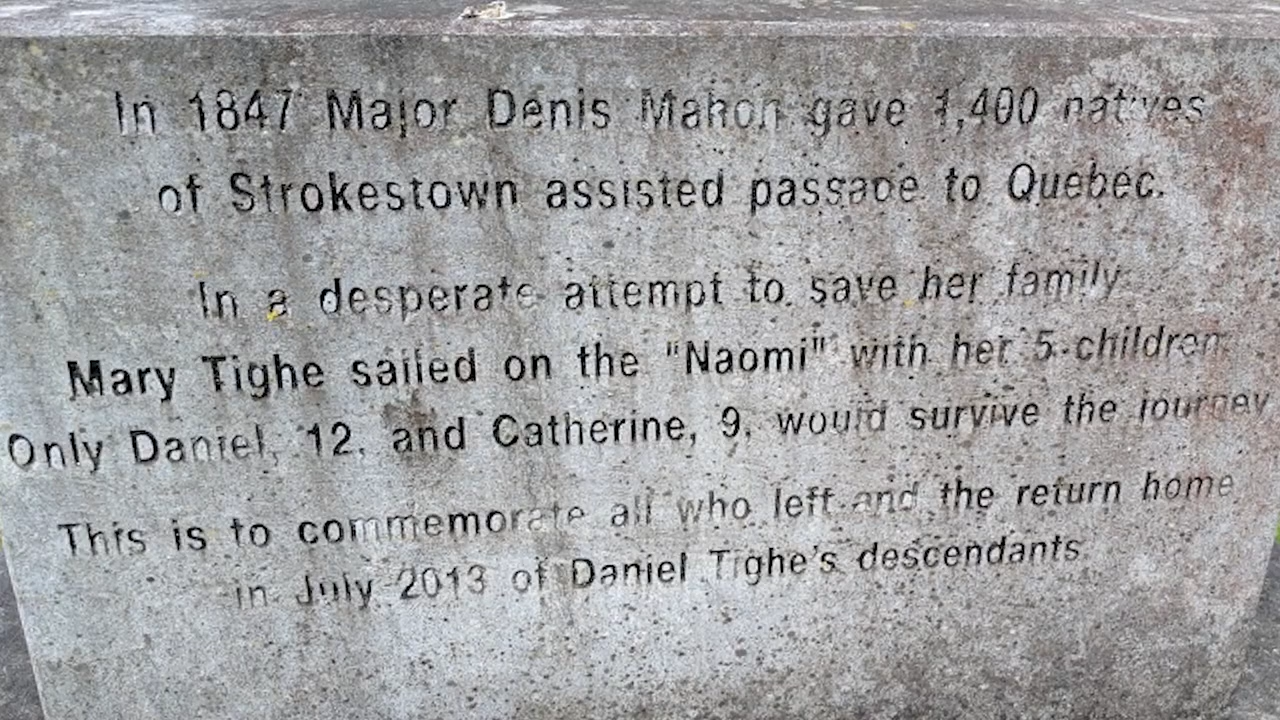 In 1847 Major Denis Mahon gave 1,400 natives
of Strokestown assisted passage to Quebec.
In a desperate attempt to save her family
Mary Tighe sailed on the "Naomi" with her 5 children.
Only Daniel, 12, and Catherine, 9, would survive the journey
This is to commemorate all who left and the return home
in July 2013 of Daniel Tighe's descendants